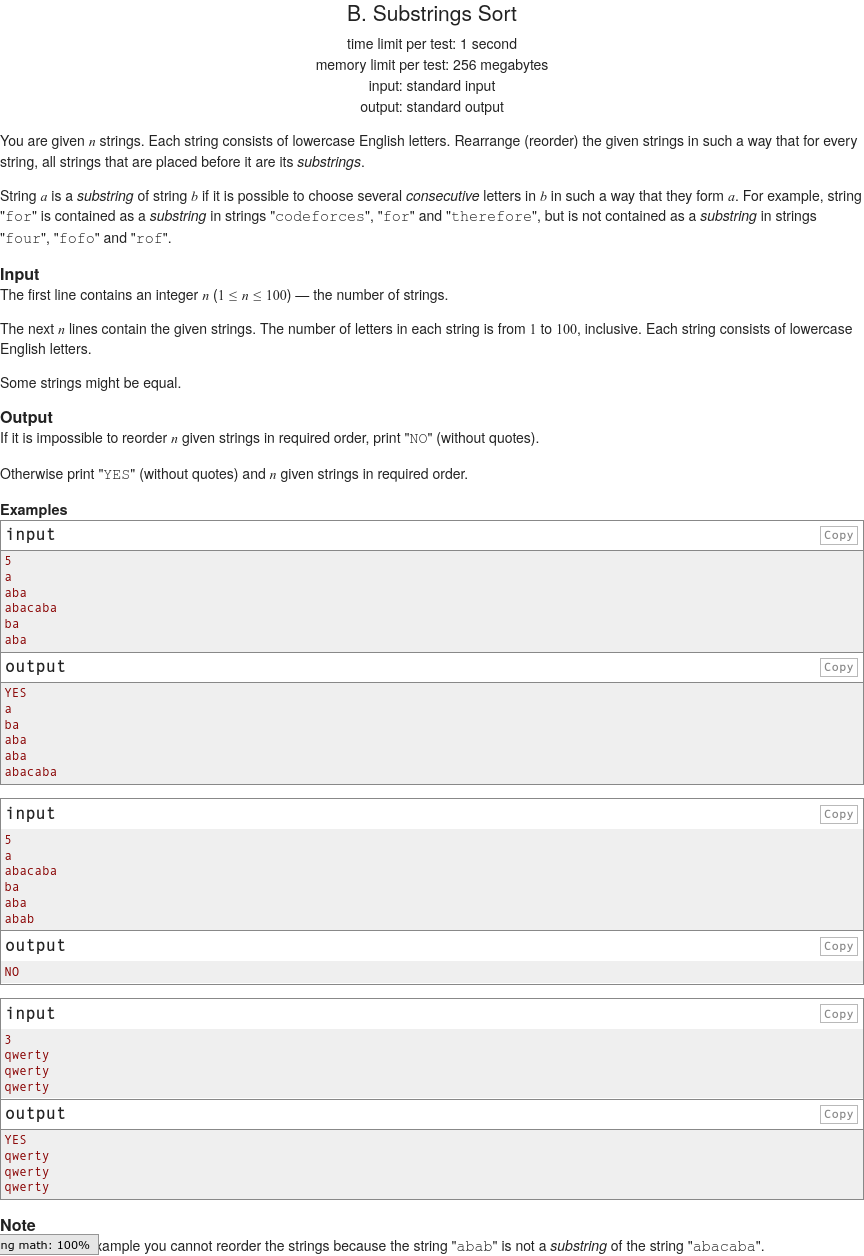 B. Substrings Sort
time limit per test: 1 second
memory limit per test: 256 megabytes
input: standard input
output: standard output
You are given n strings. Each string consists of lowercase English letters. Rearrange (reorder) the given strings in such a way that for every
string, all strings that are placed before it are its substrings.
String a is a substring of string b if it is possible to choose several consecutive letters in b in such a way that they form a. For example, string
"for" is contained as a substring in strings "codeforces", "for" and "therefore", but is not contained as a substring in strings
"four", "fofo" and "rof".
Input
The first line contains an integer n (1 ≤ n ≤ 100) — the number of strings.
The next n lines contain the given strings. The number of letters in each string is from 1 to 100, inclusive. Each string consists of lowercase
English letters.
Some strings might be equal.
Output
If it is impossible to reorder n given strings in required order, print "NO" (without quotes).
Otherwise print "YES" (without quotes) and n given strings in required order.
Examples
input Copy
5
a
aba
abacaba
ba
aba
output Copy
YES
a
ba
aba
aba
abacaba
input Copy
5
a
abacaba
ba
aba
abab
output Copy
NO
input Copy
3
qwerty
qwerty
qwerty
output Copy
YES
qwerty
qwerty
qwerty
Note
ng math: 100% xample you cannot reorder the strings because the string "abab" is not a substring of the string "abacaba".